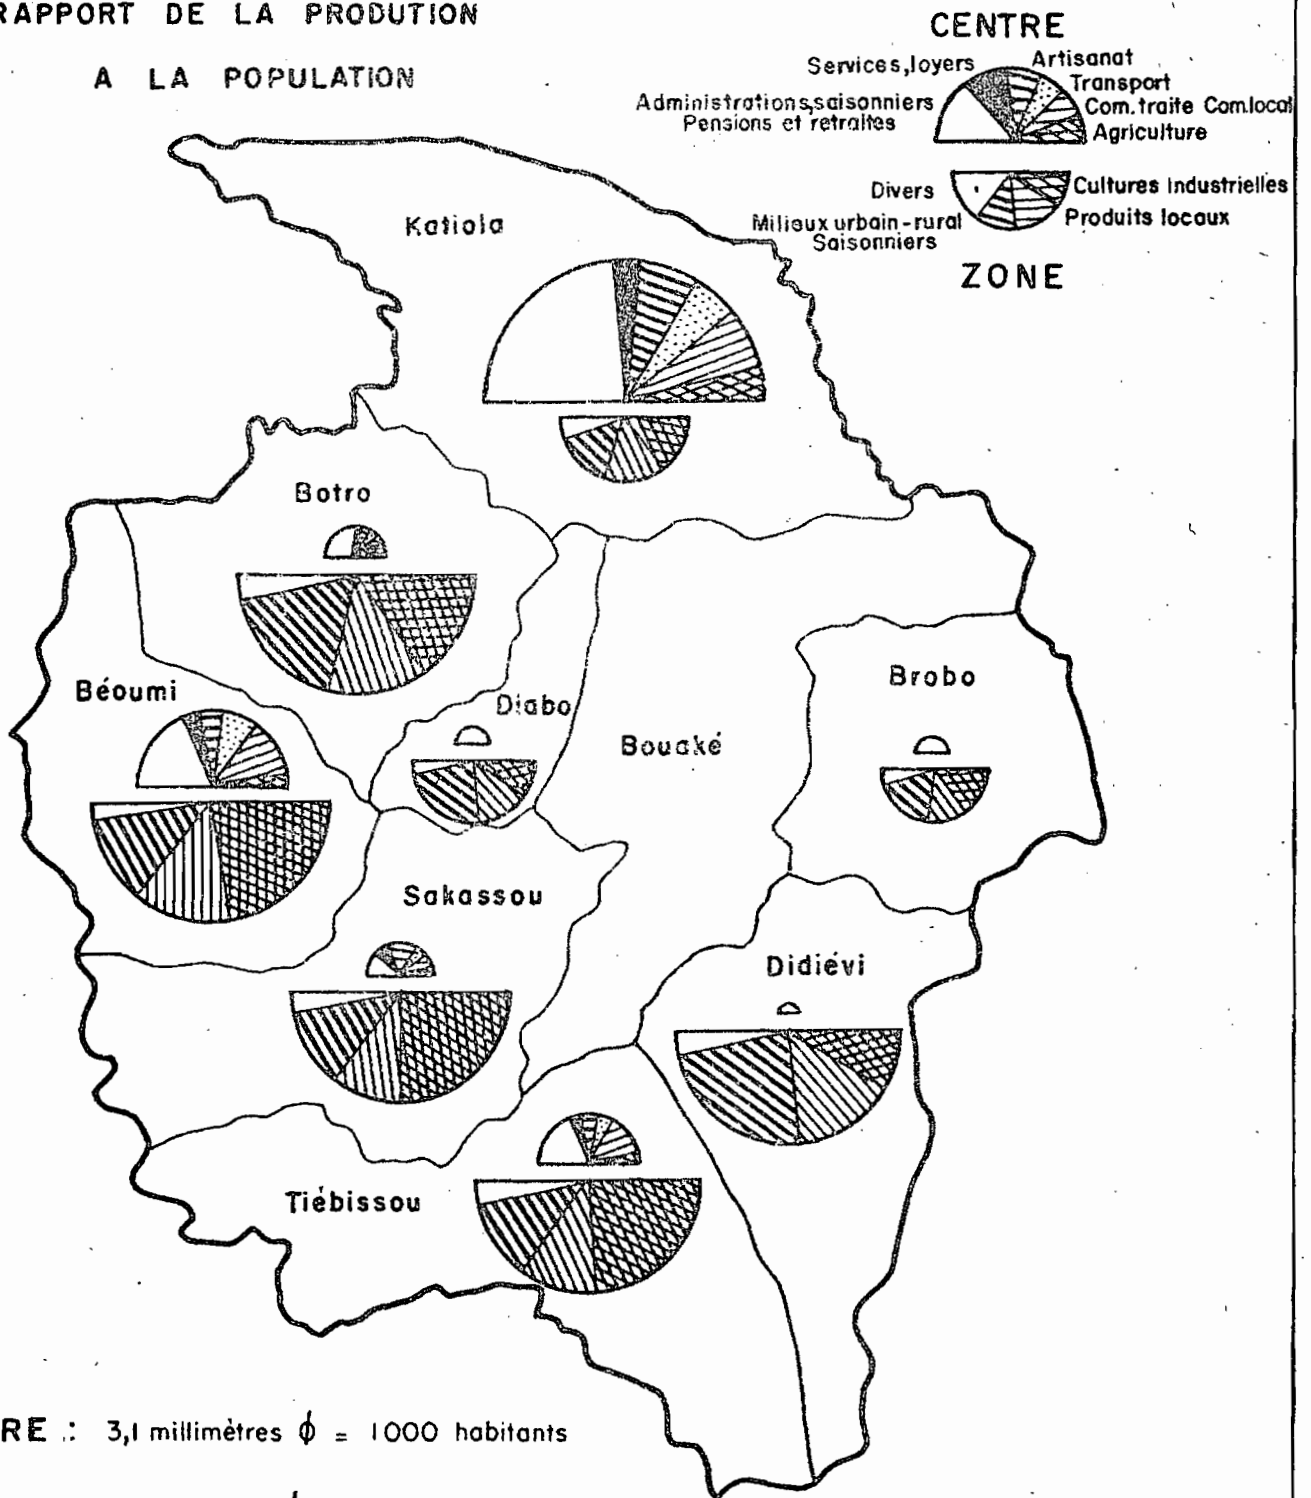 RAPPORT DE LA PRODUTION
A LA POPULATION
CENTRE
Services, loyers
Artisanat
Transport
Administrations, saisonniers
Pensions et retraites
Com. traite Com. local
Agriculture
Divers
Cultures Industrielles
Milieux urbain-rural
Saisonniers
Produits locaux
ZONE
Katiola
Botro
Béoumi
Diabo
Bouaké
Brobo
Sakassou
Didiévi
Tiébissou
RE : 3,1 millimètres ϕ = 1000 habitants